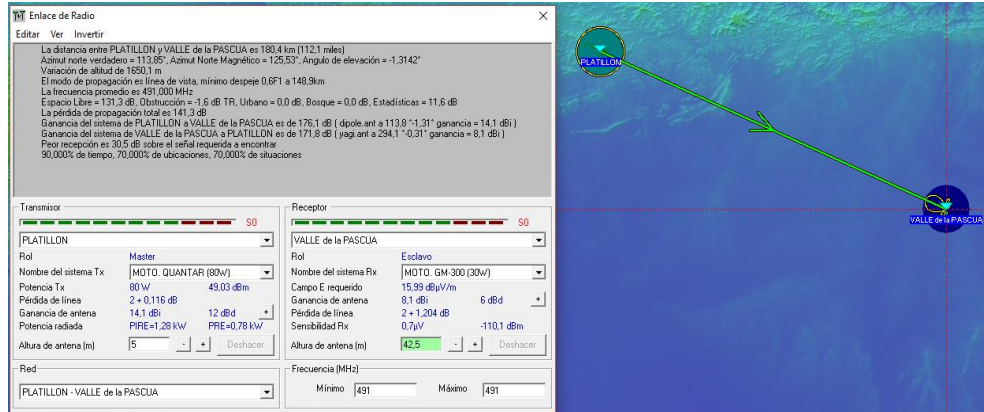 Enlace de Radio
Editar Ver Invertir
La distancia entre PLATILLON y VALLE de la PASCUA es 180,4 km (112,1 miles)
Azimut norte verdadero = 113,85°, Azimut Norte Magnético = 125,53°, Angulo de elevación = -1,3142°
Variación de altitud de 1650,1 m
El modo de propagación es línea de vista, mínimo despeje 0,6F1 a 148,9km
La frecuencia promedio es 491,000 MHz
Espacio Libre = 131,3 dB, Obstrucción = -1,6 dB TR, Urbano = 0,0 dB, Bosque = 0,0 dB, Estadísticas = 11,6 dB
La pérdida de propagación total es 141,3 dB
Ganancia del sistema de PLATILLON a VALLE de la PASCUA es de 176,1 dB ( dipole.ant a 113,8 °-1,31° ganancia = 14,1 dBi )
Ganancia del sistema de VALLE de la PASCUA a PLATILLON es de 171,8 dB ( yagi.ant a 294,1 °-0,31° ganancia = 8,1 dBi )
Peor recepción es 30,5 dB sobre el señal requerida a encontrar
90,000% de tiempo, 70,000% de ubicaciones, 70,000% de situaciones
Transmisor
S0
PLATILLON
Rol Master
Nombre del sistema Tx MOTO. QUANTAR (80W)
Potencia Tx 80 W 49,03 dBm
Pérdida de línea 2 + 0,116 dB
Ganancia de antena 14,1 dBi 12 dBd +
Potencia radiada PIRE=1,28 kW PRE=0,78 kW
Altura de antena (m) 5 - + Deshacer
Red
PLATILLON - VALLE de la PASCUA
Receptor
S0
VALLE de la PASCUA
Rol Esclavo
Nombre del sistema Rx MOTO. GM-300 (30W)
Campo E requerido 15,99 dBµV/m
Ganancia de antena 8,1 dBi 6 dBd +
Pérdida de línea 2 + 1,204 dB
Sensibilidad Rx 0,7µV -110,1 dBm
Altura de antena (m) 42,5 - + Deshacer
Frecuencia (MHz)
Mínimo 491 Máximo 491
PLATILLON
VALLE de la PASCUA